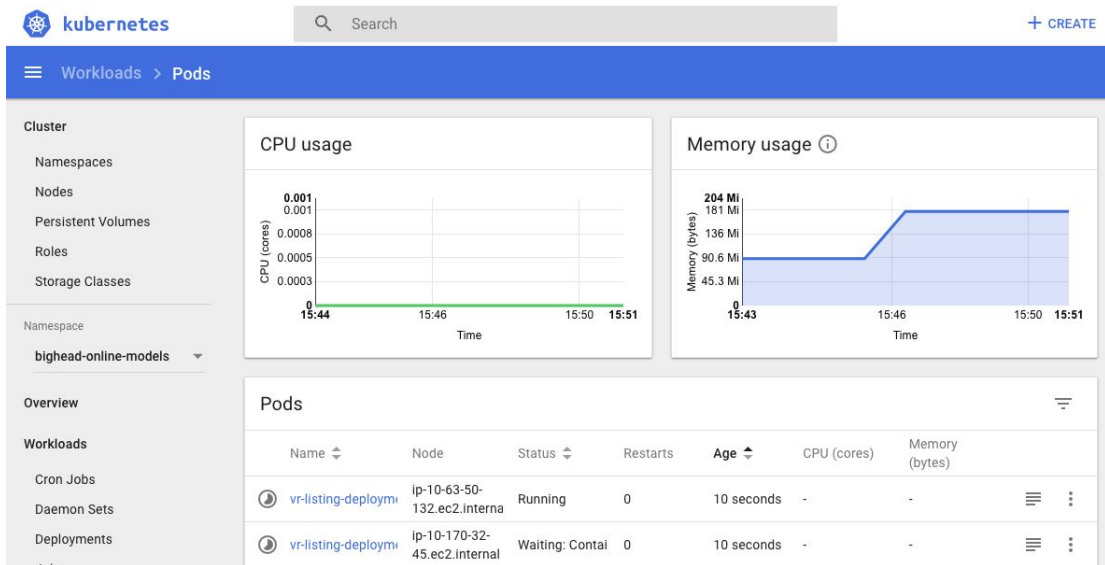 kubernetes
Search
+ CREATE
Workloads > Pods
Cluster
Namespaces
Nodes
Persistent Volumes
Roles
Storage Classes
Namespace
bighead-online-models
Overview
Workloads
Cron Jobs
Daemon Sets
Deployments
CPU usage
CPU (cores)
0.001
0.001
0.0008
0.0005
0.0003
0
15:44 15:46 15:50 15:51
Time
Memory usage
Memory (bytes)
204 Mi
181 Mi
136 Mi
90.6 Mi
45.3 Mi
0
15:43 15:46 15:50 15:51
Time
Pods
Name Node Status Restarts Age CPU (cores) Memory
(bytes)
vr-listing-deployme ip-10-63-50- Running 0 10 seconds - -
132.ec2.interna
vr-listing-deployme ip-10-170-32- Waiting: Contai 0 10 seconds - -
45.ec2.internal